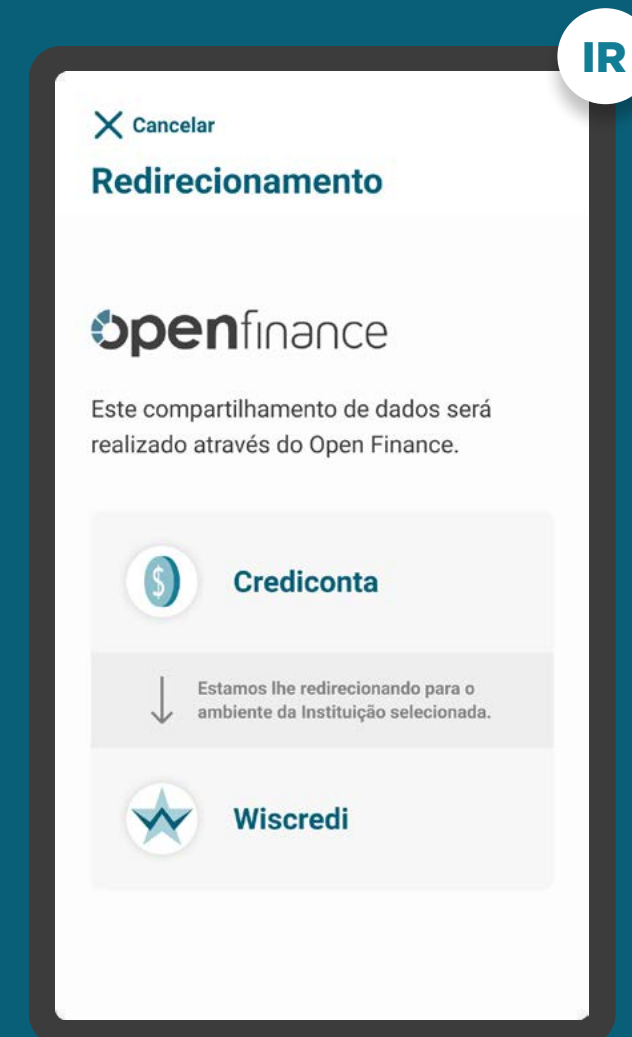 IR
Cancelar
Redirecionamento
openfinance
Este compartilhamento de dados será
realizado através do Open Finance.
$
Crediconta
Estamos lhe redirecionando para o
ambiente da Instituição selecionada.
Wiscredi